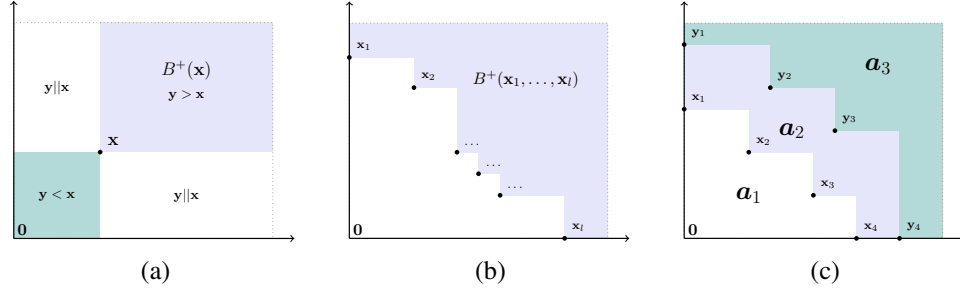 y||x
B⁺(x)
y > x
x
y < x
y||x
0
(a)
x₁
x₂
B⁺(x₁, . . . , xₗ)
. . .
. . .
. . .
xₗ
0
(b)
y₁
a₃
y₂
x₁
y₃
a₂
x₂
x₃
a₁
x₄
y₄
0
(c)